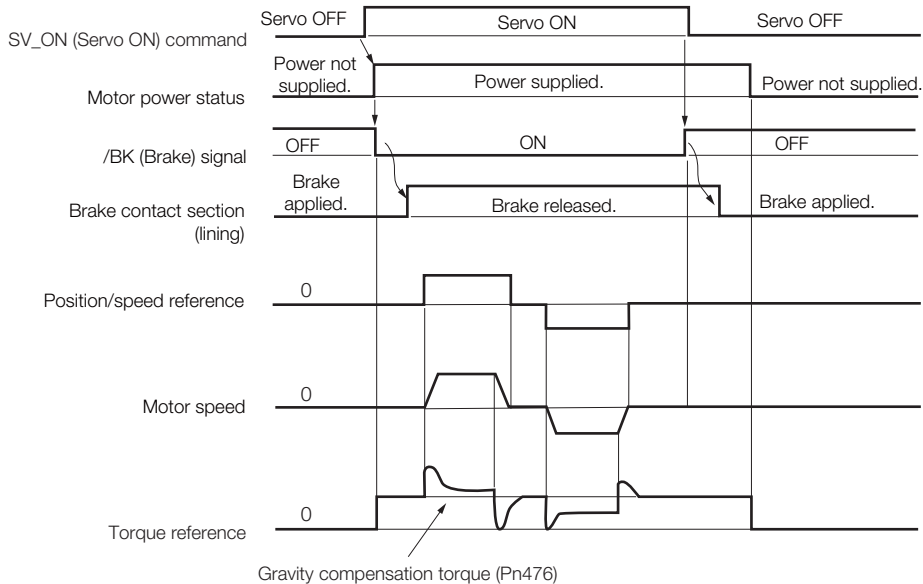 Servo OFF
Servo ON
Servo OFF
SV_ON (Servo ON) command
Power not
supplied.
Power supplied.
Power not supplied.
Motor power status
OFF
ON
OFF
/BK (Brake) signal
Brake
applied.
Brake released.
Brake applied.
Brake contact section
(lining)
0
Position/speed reference
0
Motor speed
0
Torque reference
Gravity compensation torque (Pn476)